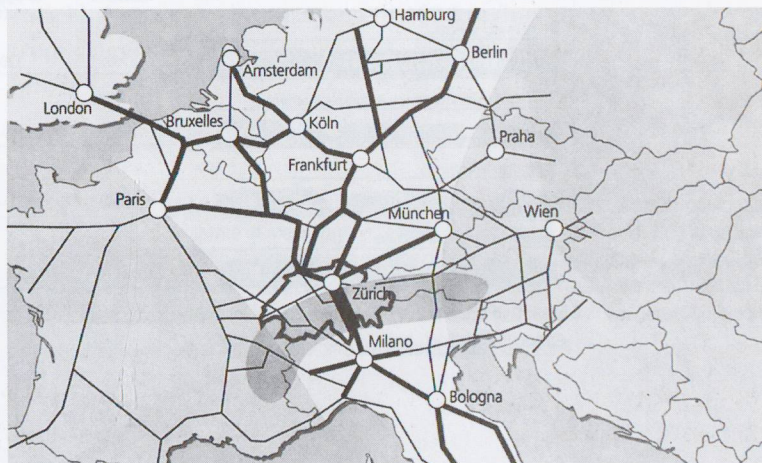 Hamburg
Berlin
Amsterdam
London
Bruxelles
Köln
Praha
Frankfurt
Paris
München
Wien
Zürich
Milano
Bologna